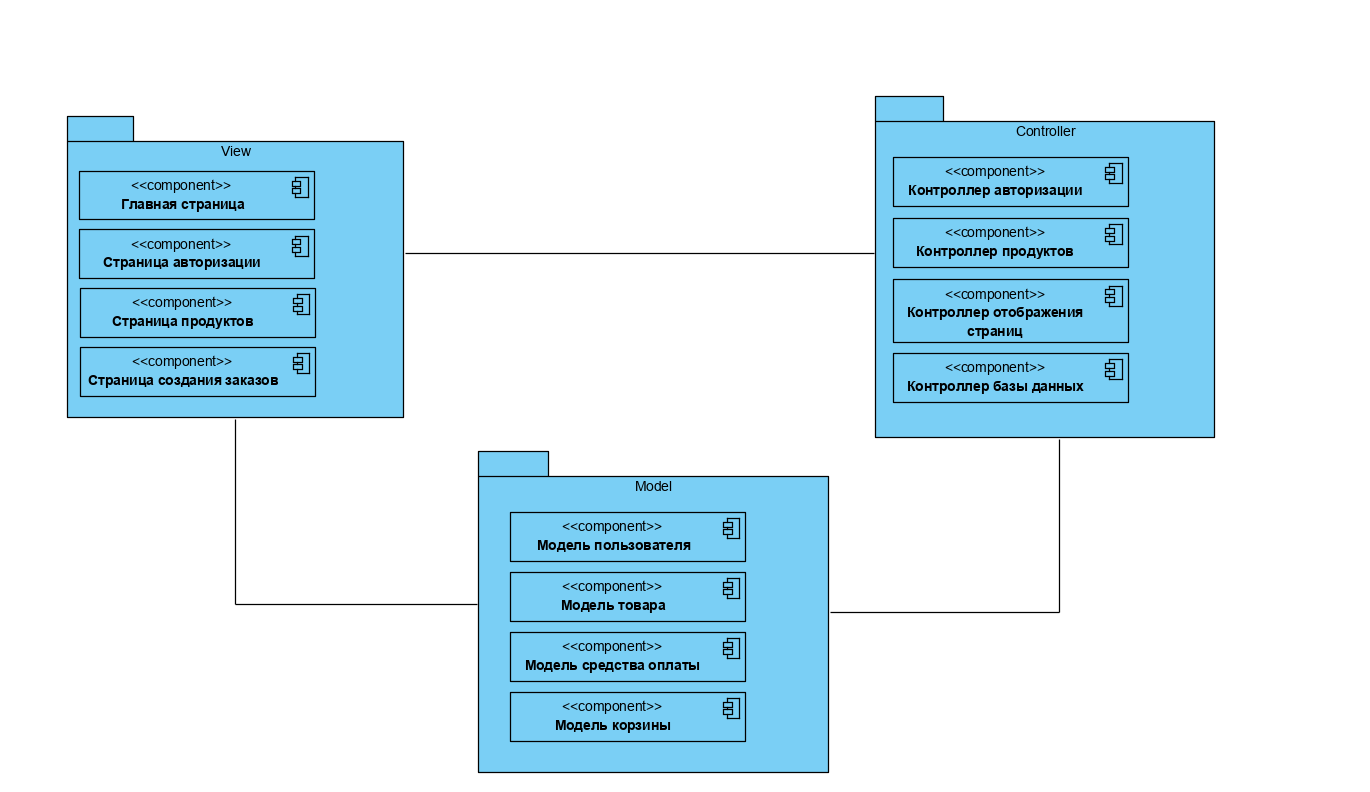 View
<<component>>
Главная страница
<<component>>
Страница авторизации
<<component>>
Страница продуктов
<<component>>
Страница создания заказов
Controller
<<component>>
Контроллер авторизации
<<component>>
Контроллер продуктов
<<component>>
Контроллер отображения
страниц
<<component>>
Контроллер базы данных
Model
<<component>>
Модель пользователя
<<component>>
Модель товара
<<component>>
Модель средства оплаты
<<component>>
Модель корзины